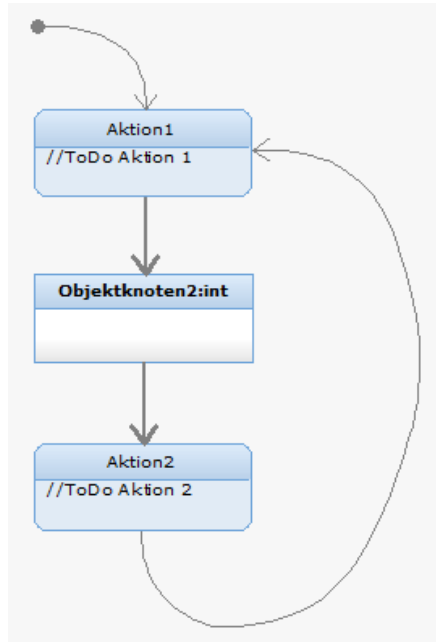 Aktion1
//ToDo Aktion 1
Objektknoten2:int
Aktion2
//ToDo Aktion 2